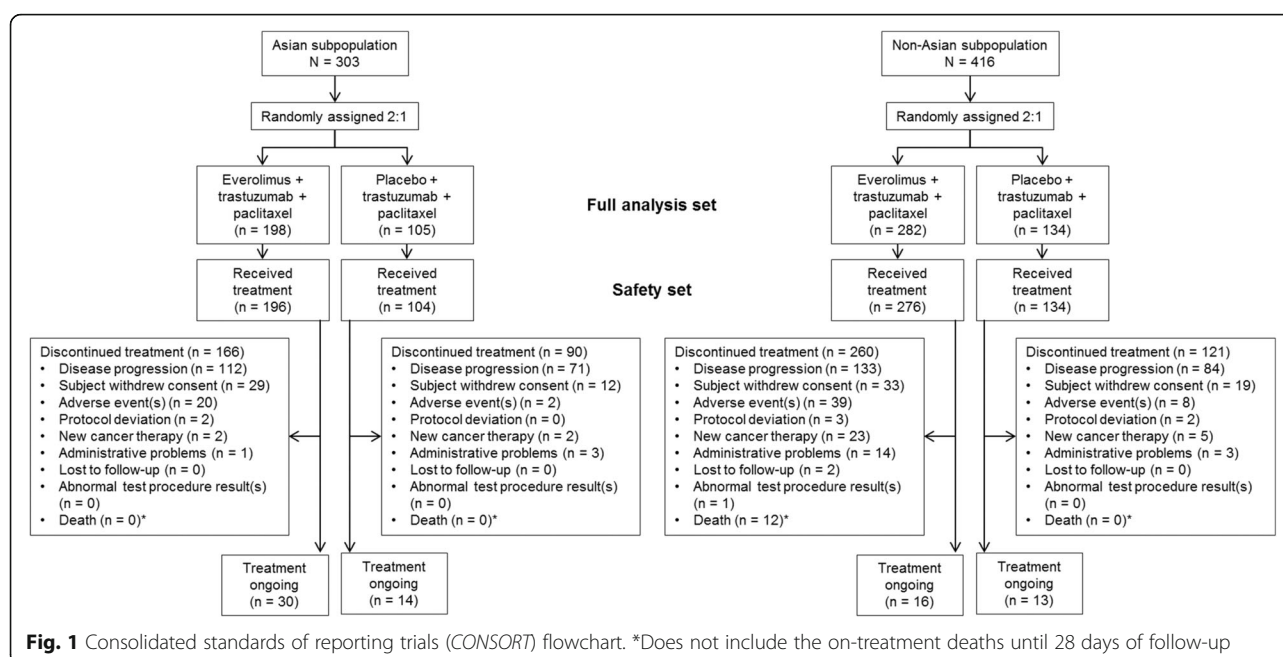 Asian subpopulation
N = 303
Randomly assigned 2:1
Everolimus +
trastuzumab +
paclitaxel
(n = 198)
Placebo +
trastuzumab +
paclitaxel
(n = 105)
Received
treatment
(n = 196)
Received
treatment
(n = 104)
Discontinued treatment (n = 166)
• Disease progression (n = 112)
• Subject withdrew consent (n = 29)
• Adverse event(s) (n = 20)
• Protocol deviation (n = 2)
• New cancer therapy (n = 2)
• Administrative problems (n = 1)
• Lost to follow-up (n = 0)
• Abnormal test procedure result(s)
(n = 0)
• Death (n = 0)*
Discontinued treatment (n = 90)
• Disease progression (n = 71)
• Subject withdrew consent (n = 12)
• Adverse event(s) (n = 2)
• Protocol deviation (n = 0)
• New cancer therapy (n = 2)
• Administrative problems (n = 3)
• Lost to follow-up (n = 0)
• Abnormal test procedure result(s)
(n = 0)
• Death (n = 0)*
Treatment
ongoing
(n = 30)
Treatment
ongoing
(n = 14)
Full analysis set
Safety set
Non-Asian subpopulation
N = 416
Randomly assigned 2:1
Everolimus +
trastuzumab +
paclitaxel
(n = 282)
Placebo +
trastuzumab +
paclitaxel
(n = 134)
Received
treatment
(n = 276)
Received
treatment
(n = 134)
Discontinued treatment (n = 260)
• Disease progression (n = 133)
• Subject withdrew consent (n = 33)
• Adverse event(s) (n = 39)
• Protocol deviation (n = 3)
• New cancer therapy (n = 23)
• Administrative problems (n = 14)
• Lost to follow-up (n = 2)
• Abnormal test procedure result(s)
(n = 1)
• Death (n = 12)*
Discontinued treatment (n = 121)
• Disease progression (n = 84)
• Subject withdrew consent (n = 19)
• Adverse event(s) (n = 8)
• Protocol deviation (n = 2)
• New cancer therapy (n = 5)
• Administrative problems (n = 3)
• Lost to follow-up (n = 0)
• Abnormal test procedure result(s)
(n = 0)
• Death (n = 0)*
Treatment
ongoing
(n = 16)
Treatment
ongoing
(n = 13)
Fig. 1 Consolidated standards of reporting trials (CONSORT) flowchart. *Does not include the on-treatment deaths until 28 days of follow-up